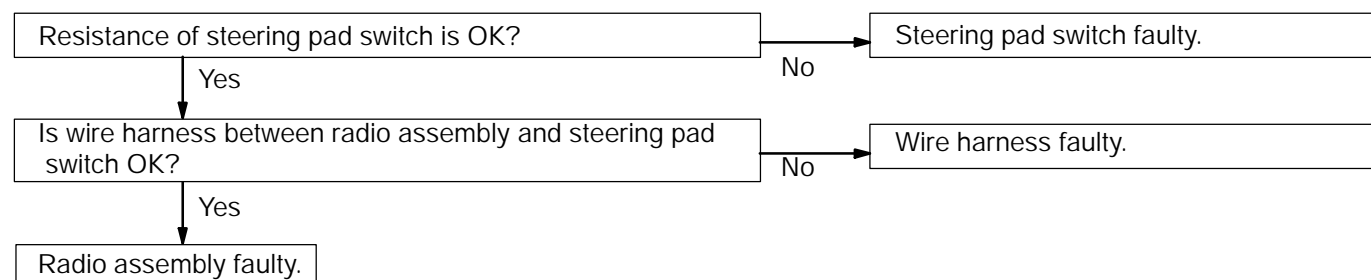 Resistance of steering pad switch is OK?
Steering pad switch faulty.
No
Yes
Is wire harness between radio assembly and steering pad
switch OK?
Wire harness faulty.
No
Yes
Radio assembly faulty.